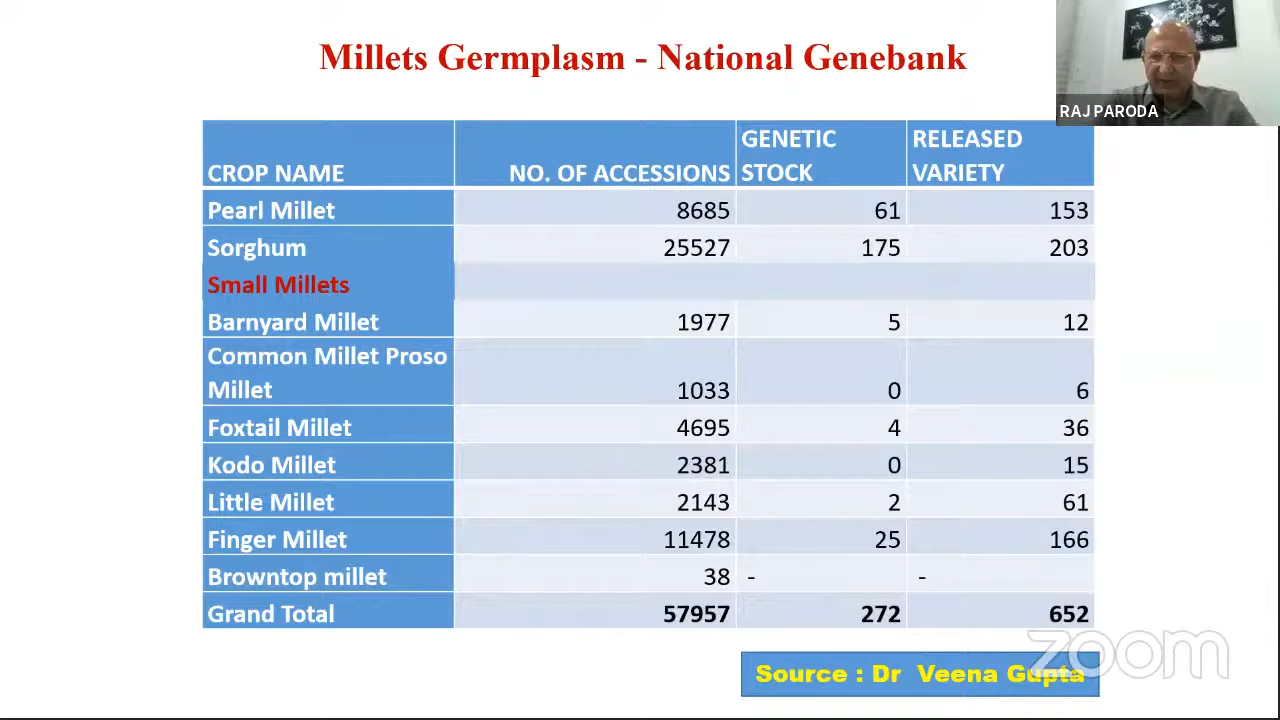 Millets Germplasm - National Genebank
RAJ PARODA
CROP NAME NO. OF ACCESSIONS GENETIC STOCK RELEASED VARIETY
Pearl Millet 8685 61 153
Sorghum 25527 175 203
Small Millets
Barnyard Millet 1977 5 12
Common Millet Proso
Millet 1033 0 6
Foxtail Millet 4695 4 36
Kodo Millet 2381 0 15
Little Millet 2143 2 61
Finger Millet 11478 25 166
Browntop millet 38 - -
Grand Total 57957 272 652
zoom
Source : Dr Veena Gupta